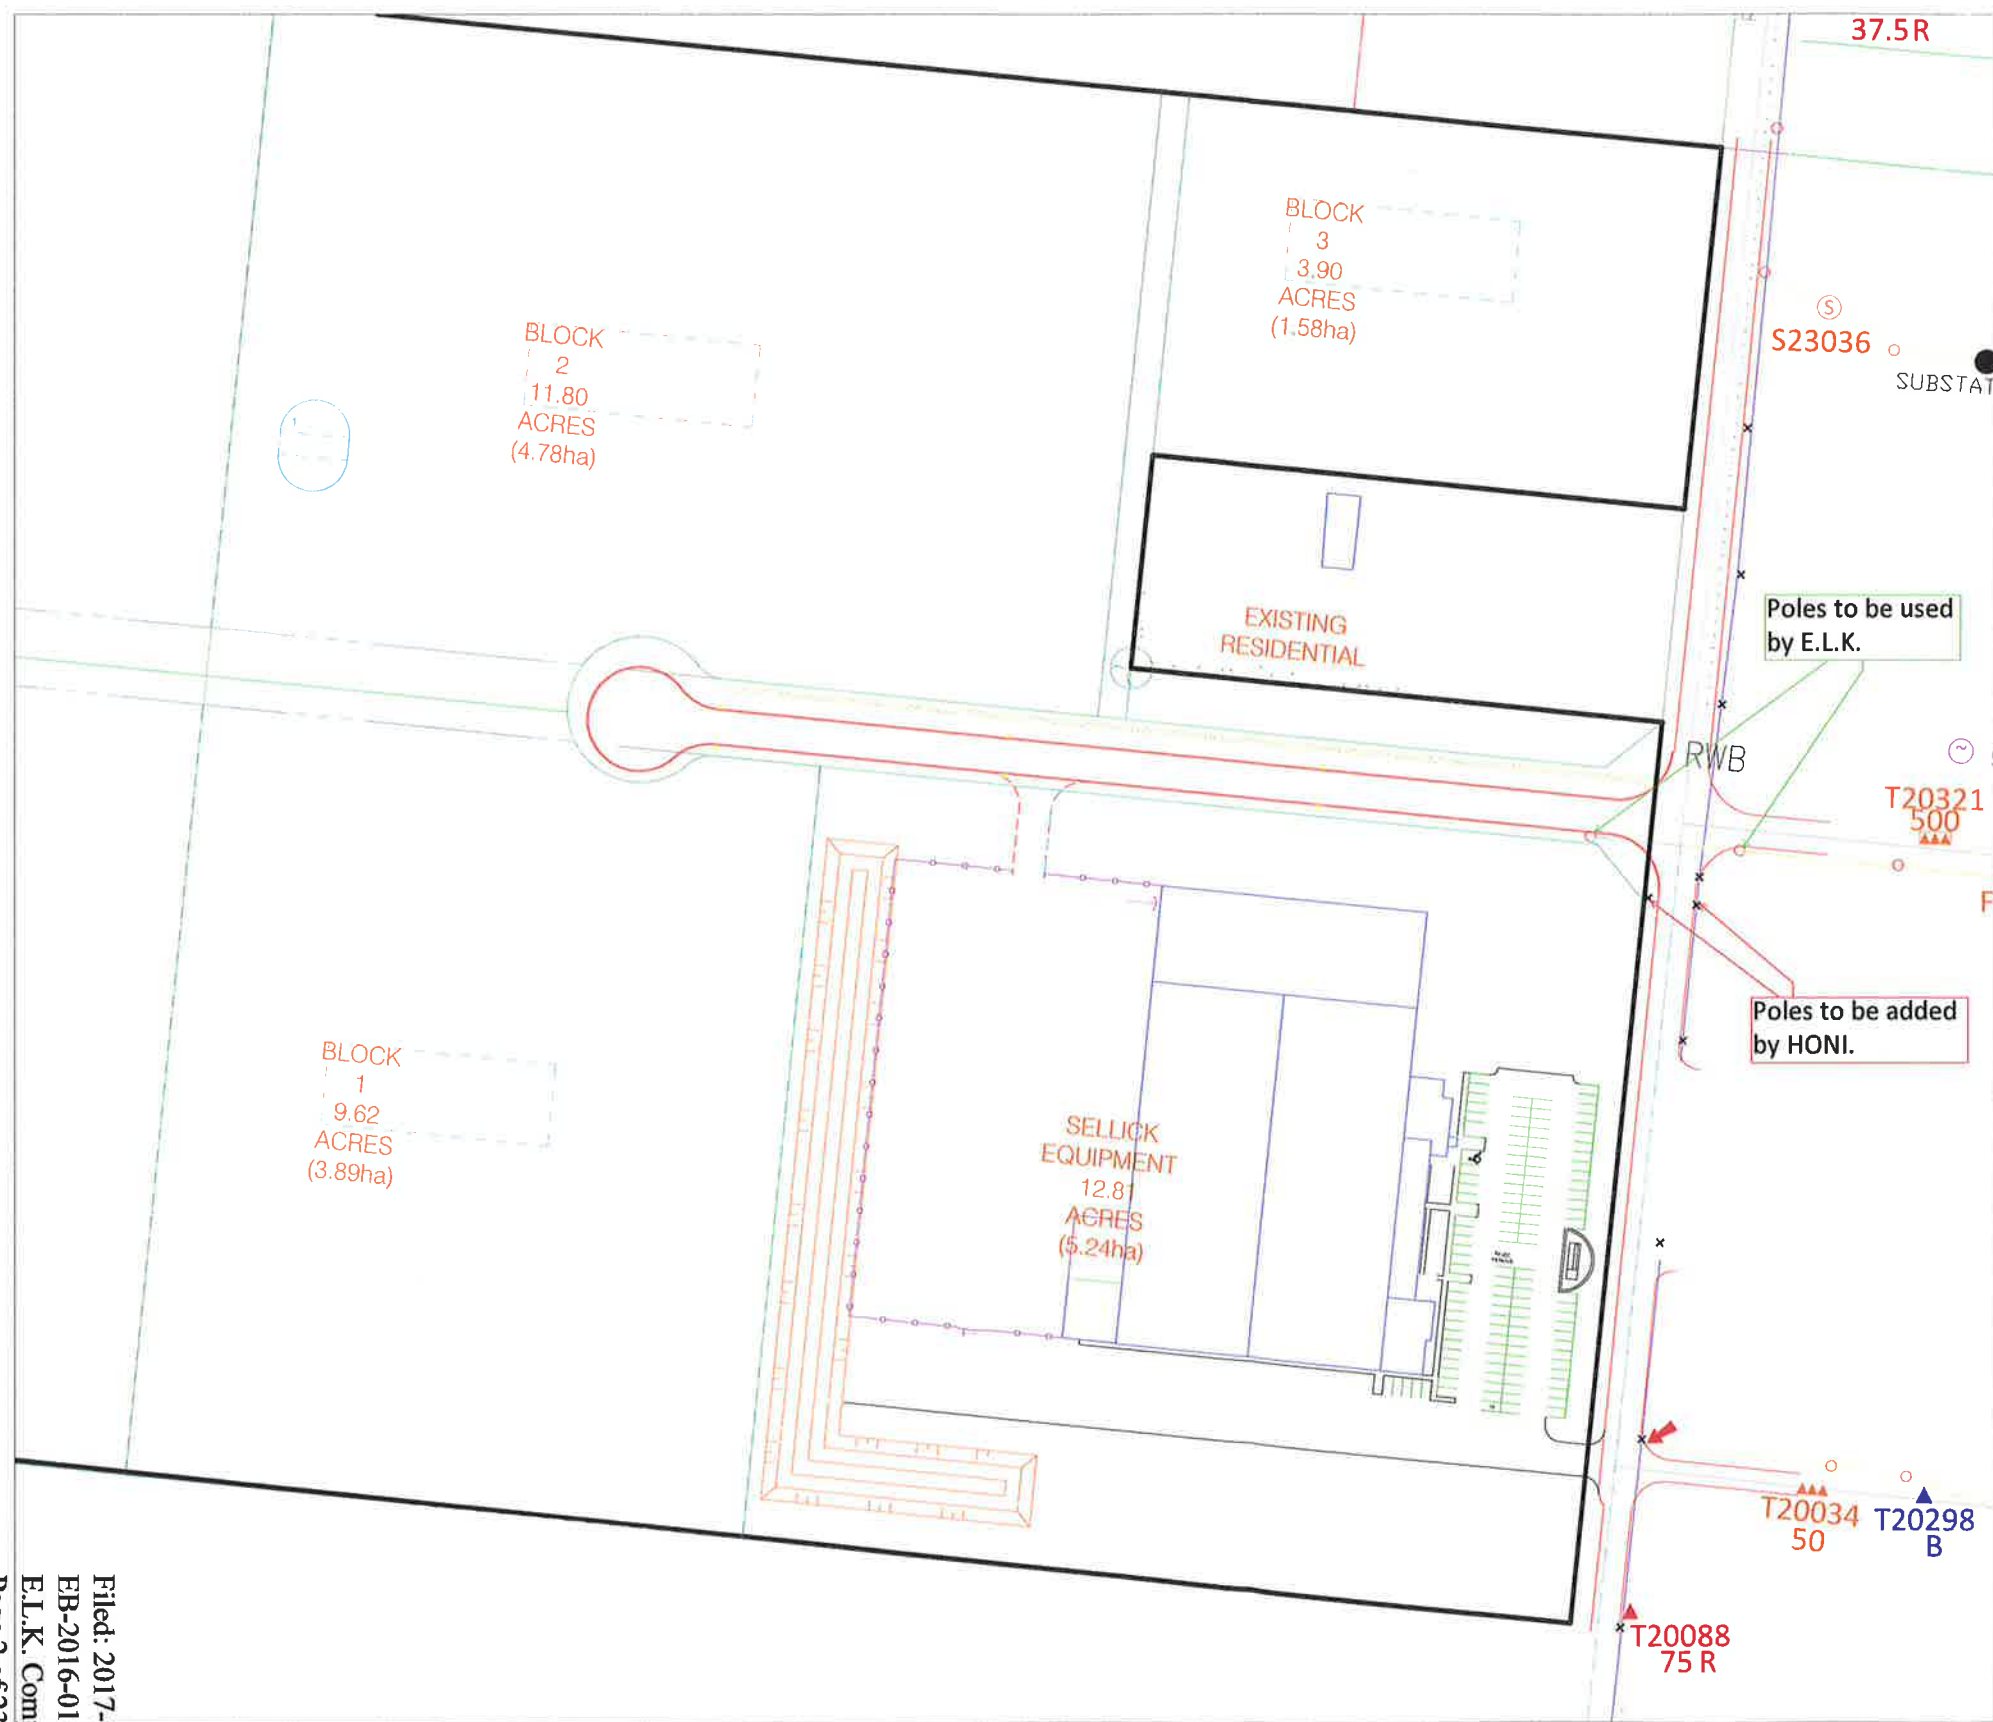 37.5R
BLOCK
3
3.90
ACRES
(1.58ha)
S23036
SUBSTAT
BLOCK
2
11.80
ACRES
(4.78ha)
Poles to be used
by E.L.K.
EXISTING
RESIDENTIAL
RWB
T20321
500
Poles to be added
by HONI.
BLOCK
1
9.62
ACRES
(3.89ha)
SELLICK
EQUIPMENT
12.81
ACRES
(5.24ha)
T20034
50
T20298
B
T20088
75 R
Filed: 2017-
EB-2016-01
E.L.K. Com